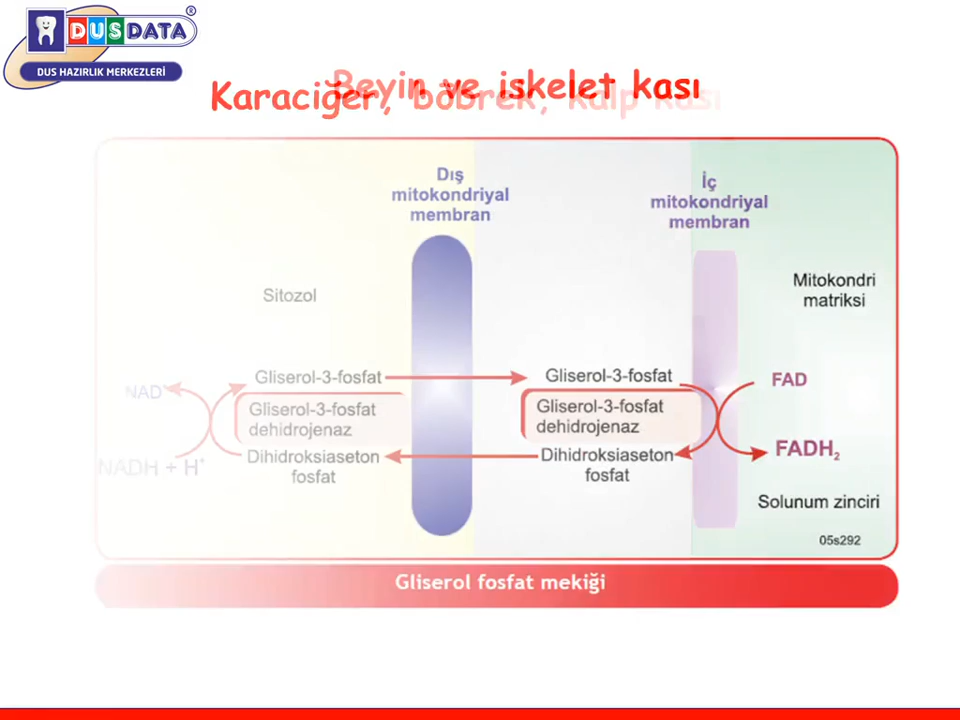 DUSDATA ®
DUS HAZIRLIK MERKEZLERİ
Beyin ve iskelet kası
Karaciğer, böbrek, kalp kası
Dış
mitokondriyal
membran
İç
mitokondriyal
membran
Sitozol
Mitokondri
matriksi
NAD
Gliserol-3-fosfat
Gliserol-3-fosfat
FAD
Gliserol-3-fosfat
dehidrojenaz
Gliserol-3-fosfat
dehidrojenaz
NADH + H⁺
Dihidroksiaseton
fosfat
Dihidroksiaseton
fosfat
FADH₂
Solunum zinciri
05s292
Gliserol fosfat mekiği